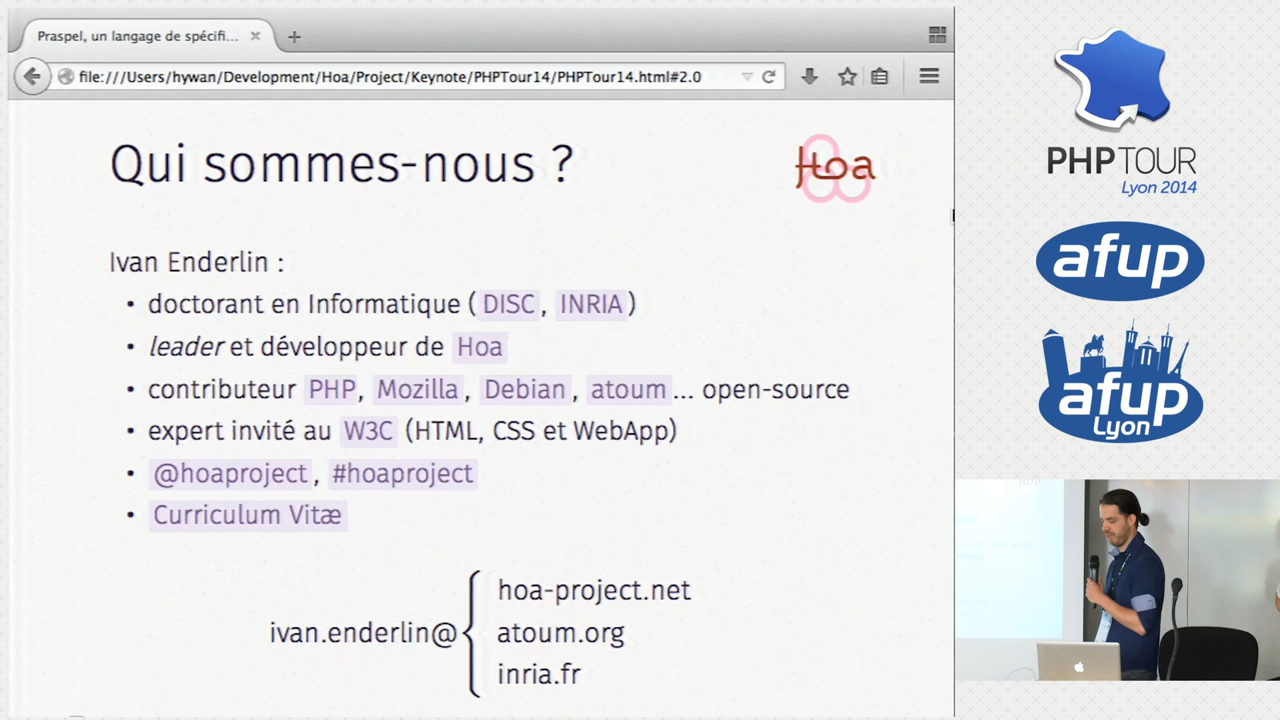 Praspel, un langage de spécifi...
file:///Users/hywan/Development/Hoa/Project/Keynote/PHPTour14/PHPTour14.html#2.0
Qui sommes-nous ?
Hoa
Ivan Enderlin :
• doctorant en Informatique (DISC, INRIA)
• leader et développeur de Hoa
• contributeur PHP, Mozilla, Debian, atoum... open-source
• expert invité au W3C (HTML, CSS et WebApp)
• @hoaproject, #hoaproject
• Curriculum Vitæ
ivan.enderlin@
hoa-project.net
atoum.org
inria.fr
PHPTOUR
Lyon 2014
afup
afup
Lyon